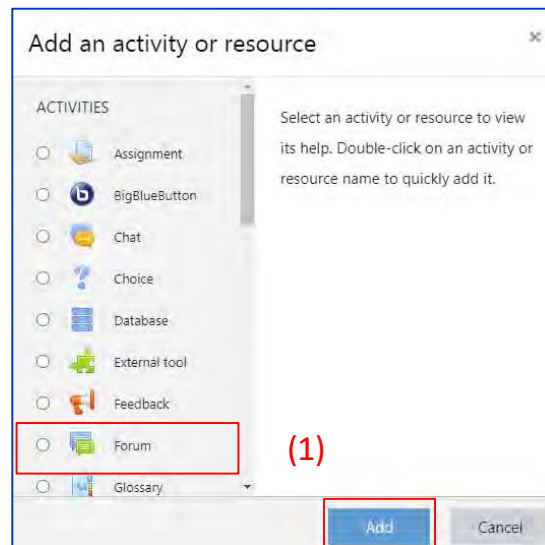 Add an activity or resource
×
ACTIVITIES
Assignment
BigBlueButton
Chat
Choice
Database
External tool
Feedback
Forum
Glossary
Select an activity or resource to view
its help. Double-click on an activity or
resource name to quickly add it.
(1)
Add
Cancel